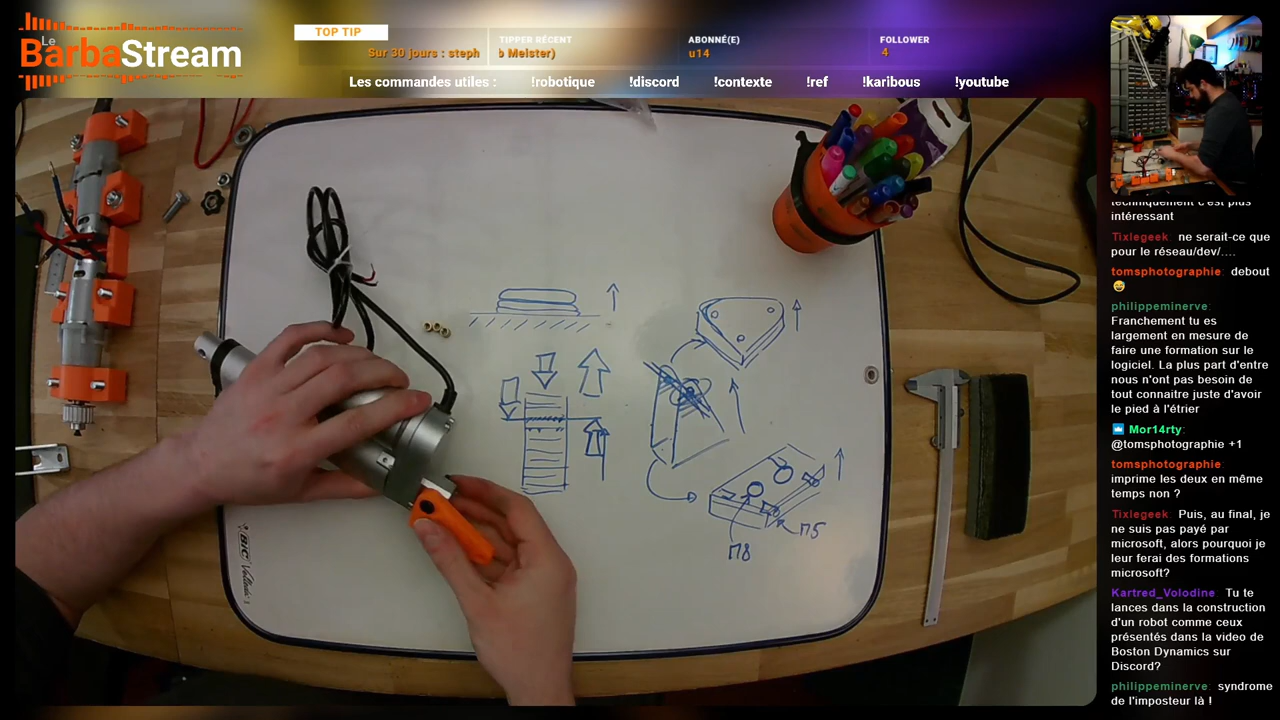 Le
BarbaStream
TOP TIP
Sur 30 jours : steph
TIPPER RÉCENT
b Meister)
ABONNÉ(E)
u14
FOLLOWER
4
Les commandes utiles : !robotique !discord !contexte !ref !karibous !youtube
techniquement c'est plus
intéressant
Tixlegeek: ne serait-ce que
pour le réseau/dev/....
tomsphotographie: debout
philippeminerve:
Franchement tu es
largement en mesure de
faire une formation sur le
logiciel. La plus part d'entre
nous n'ont pas besoin de
tout connaitre juste d'avoir
le pied à l'étrier
Mor14rty:
@tomsphotographie +1
tomsphotographie:
imprime les deux en même
temps non ?
Tixlegeek: Puis, au final, je
ne suis pas payé par
microsoft, alors pourquoi je
leur ferai des formations
microsoft?
Kartred_Volodine: Tu te
lances dans la construction
d'un robot comme ceux
présentés dans la video de
Boston Dynamics sur
Discord?
philippeminerve: syndrome
de l'imposteur là !
M5
M8
BIC Velleda